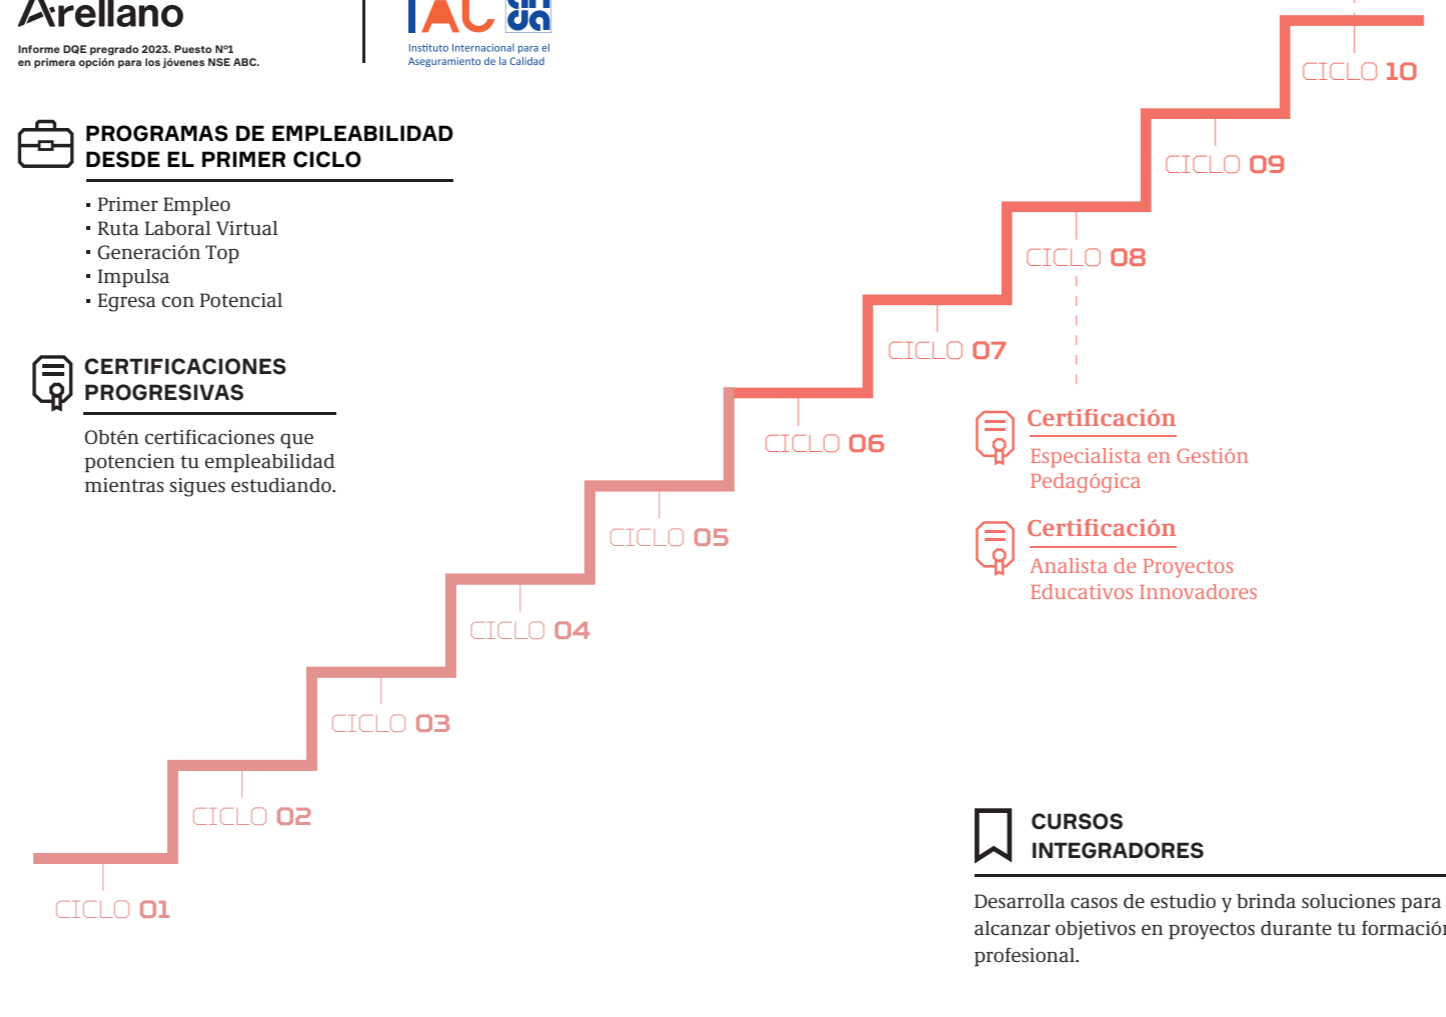 Arellano
Informe DQE pregrado 2023. Puesto Nº1
en primera opción para los jóvenes NSE ABC.
IAC
Instituto Internacional para el
Aseguramiento de la Calidad
PROGRAMAS DE EMPLEABILIDAD
DESDE EL PRIMER CICLO
▪ Primer Empleo
▪ Ruta Laboral Virtual
▪ Generación Top
▪ Impulsa
▪ Egresa con Potencial
CERTIFICACIONES
PROGRESIVAS
Obtén certificaciones que
potencien tu empleabilidad
mientras sigues estudiando.
CICLO 10
CICLO 09
CICLO 08
CICLO 07
CICLO 06
CICLO 05
CICLO 04
CICLO 03
CICLO 02
CICLO 01
Certificación
Especialista en Gestión
Pedagógica
Certificación
Analista de Proyectos
Educativos Innovadores
CURSOS
INTEGRADORES
Desarrolla casos de estudio y brinda soluciones para
alcanzar objetivos en proyectos durante tu formación
profesional.